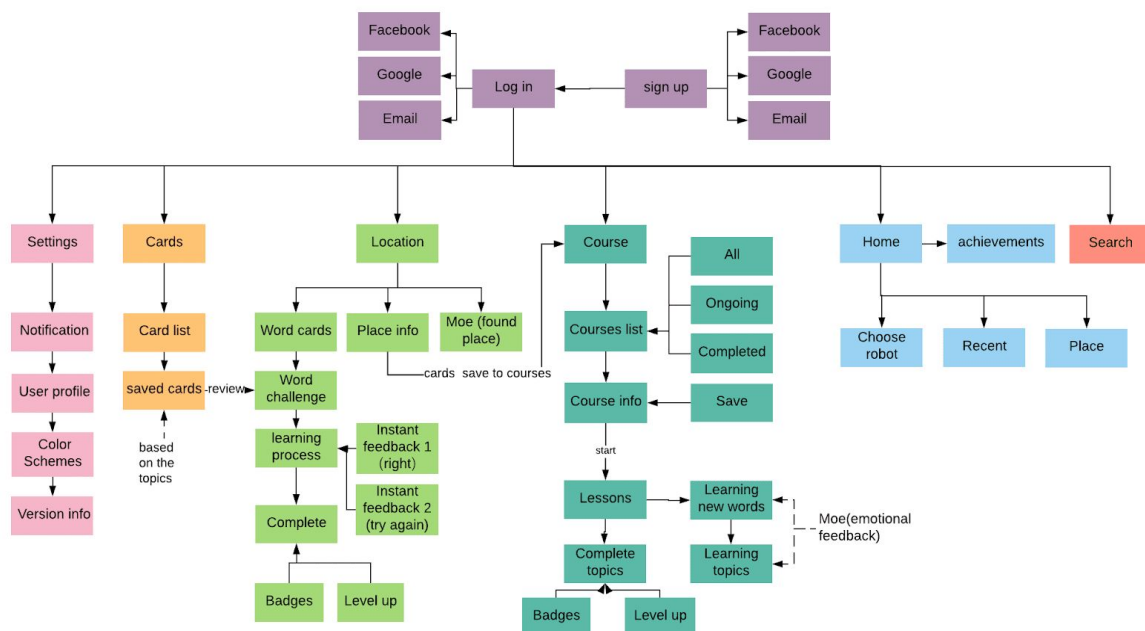 Facebook
Google
Email
Log in
sign up
Facebook
Google
Email
Settings
Cards
Location
Course
Home
achievements
Search
Notification
User profile
Color
Schemes
Version info
Card list
saved cards
review
based
on the
topics
Word cards
Place info
Moe (found
place)
cards save to courses
Word
challenge
learning
process
Instant
feedback 1
(right)
Instant
feedback 2
(try again)
Complete
Badges
Level up
All
Ongoing
Completed
Courses list
Course info
Save
start
Lessons
Learning
new words
Moe(emotional
feedback)
Complete
topics
Learning
topics
Badges
Level up
Choose
robot
Recent
Place